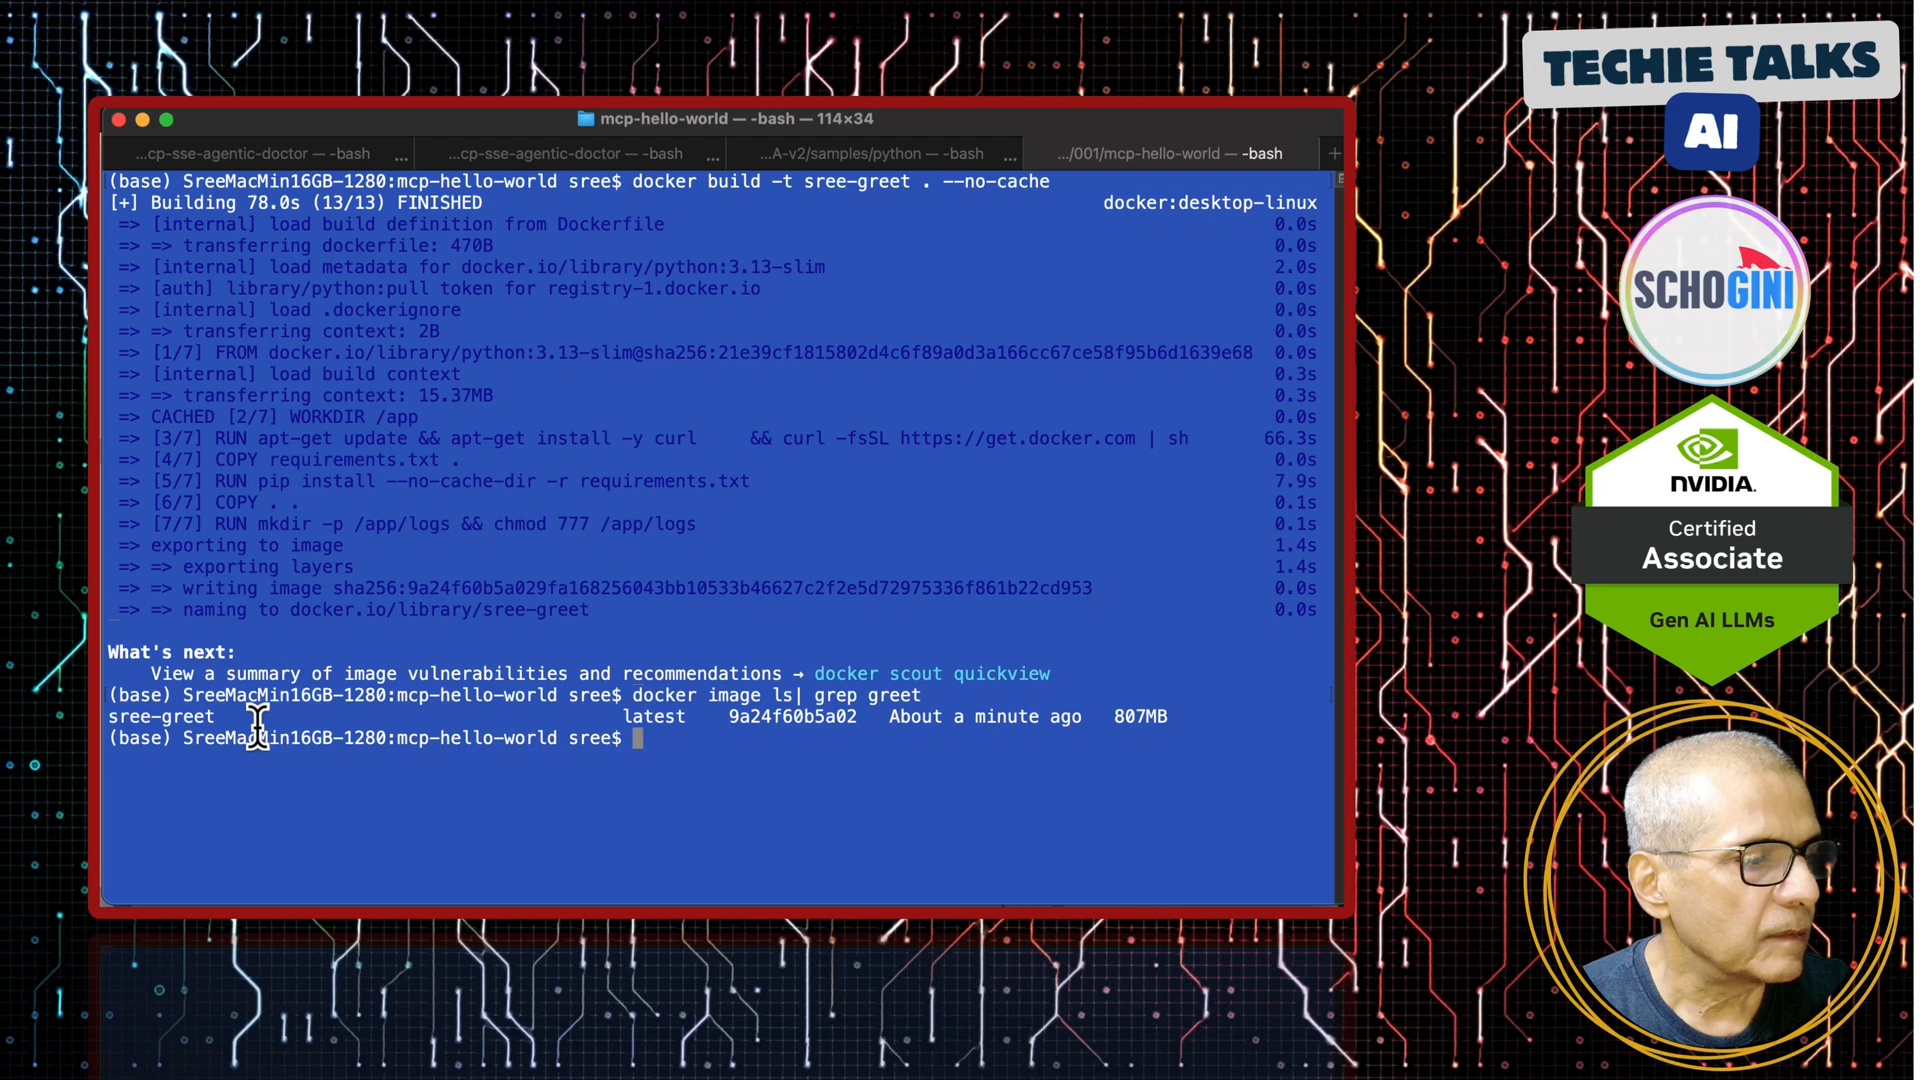 mcp-hello-world — -bash — 114×34
...cp-sse-agentic-doctor — -bash ... ...cp-sse-agentic-doctor — -bash ... ...A-v2/samples/python — -bash ... .../001/mcp-hello-world — -bash +
(base) SreeMacMin16GB-1280:mcp-hello-world sree$ docker build -t sree-greet . --no-cache
[+] Building 78.0s (13/13) FINISHED docker:desktop-linux
=> [internal] load build definition from Dockerfile 0.0s
=> => transferring dockerfile: 470B 0.0s
=> [internal] load metadata for docker.io/library/python:3.13-slim 2.0s
=> [auth] library/python:pull token for registry-1.docker.io 0.0s
=> [internal] load .dockerignore 0.0s
=> => transferring context: 2B 0.0s
=> [1/7] FROM docker.io/library/python:3.13-slim@sha256:21e39cf1815802d4c6f89a0d3a166cc67ce58f95b6d1639e68 0.0s
=> [internal] load build context 0.3s
=> => transferring context: 15.37MB 0.3s
=> CACHED [2/7] WORKDIR /app 0.0s
=> [3/7] RUN apt-get update && apt-get install -y curl && curl -fsSL https://get.docker.com | sh 66.3s
=> [4/7] COPY requirements.txt . 0.0s
=> [5/7] RUN pip install --no-cache-dir -r requirements.txt 7.9s
=> [6/7] COPY . . 0.1s
=> [7/7] RUN mkdir -p /app/logs && chmod 777 /app/logs 0.1s
=> exporting to image 1.4s
=> => exporting layers 1.4s
=> => writing image sha256:9a24f60b5a029fa168256043bb10533b46627c2f2e5d72975336f861b22cd953 0.0s
=> => naming to docker.io/library/sree-greet 0.0s
What's next:
View a summary of image vulnerabilities and recommendations → docker scout quickview
(base) SreeMacMin16GB-1280:mcp-hello-world sree$ docker image ls| grep greet
sree-greet latest 9a24f60b5a02 About a minute ago 807MB
(base) SreeMacMin16GB-1280:mcp-hello-world sree$
TECHIE TALKS
AI
SCHOGINI
NVIDIA.
Certified
Associate
Gen AI LLMs